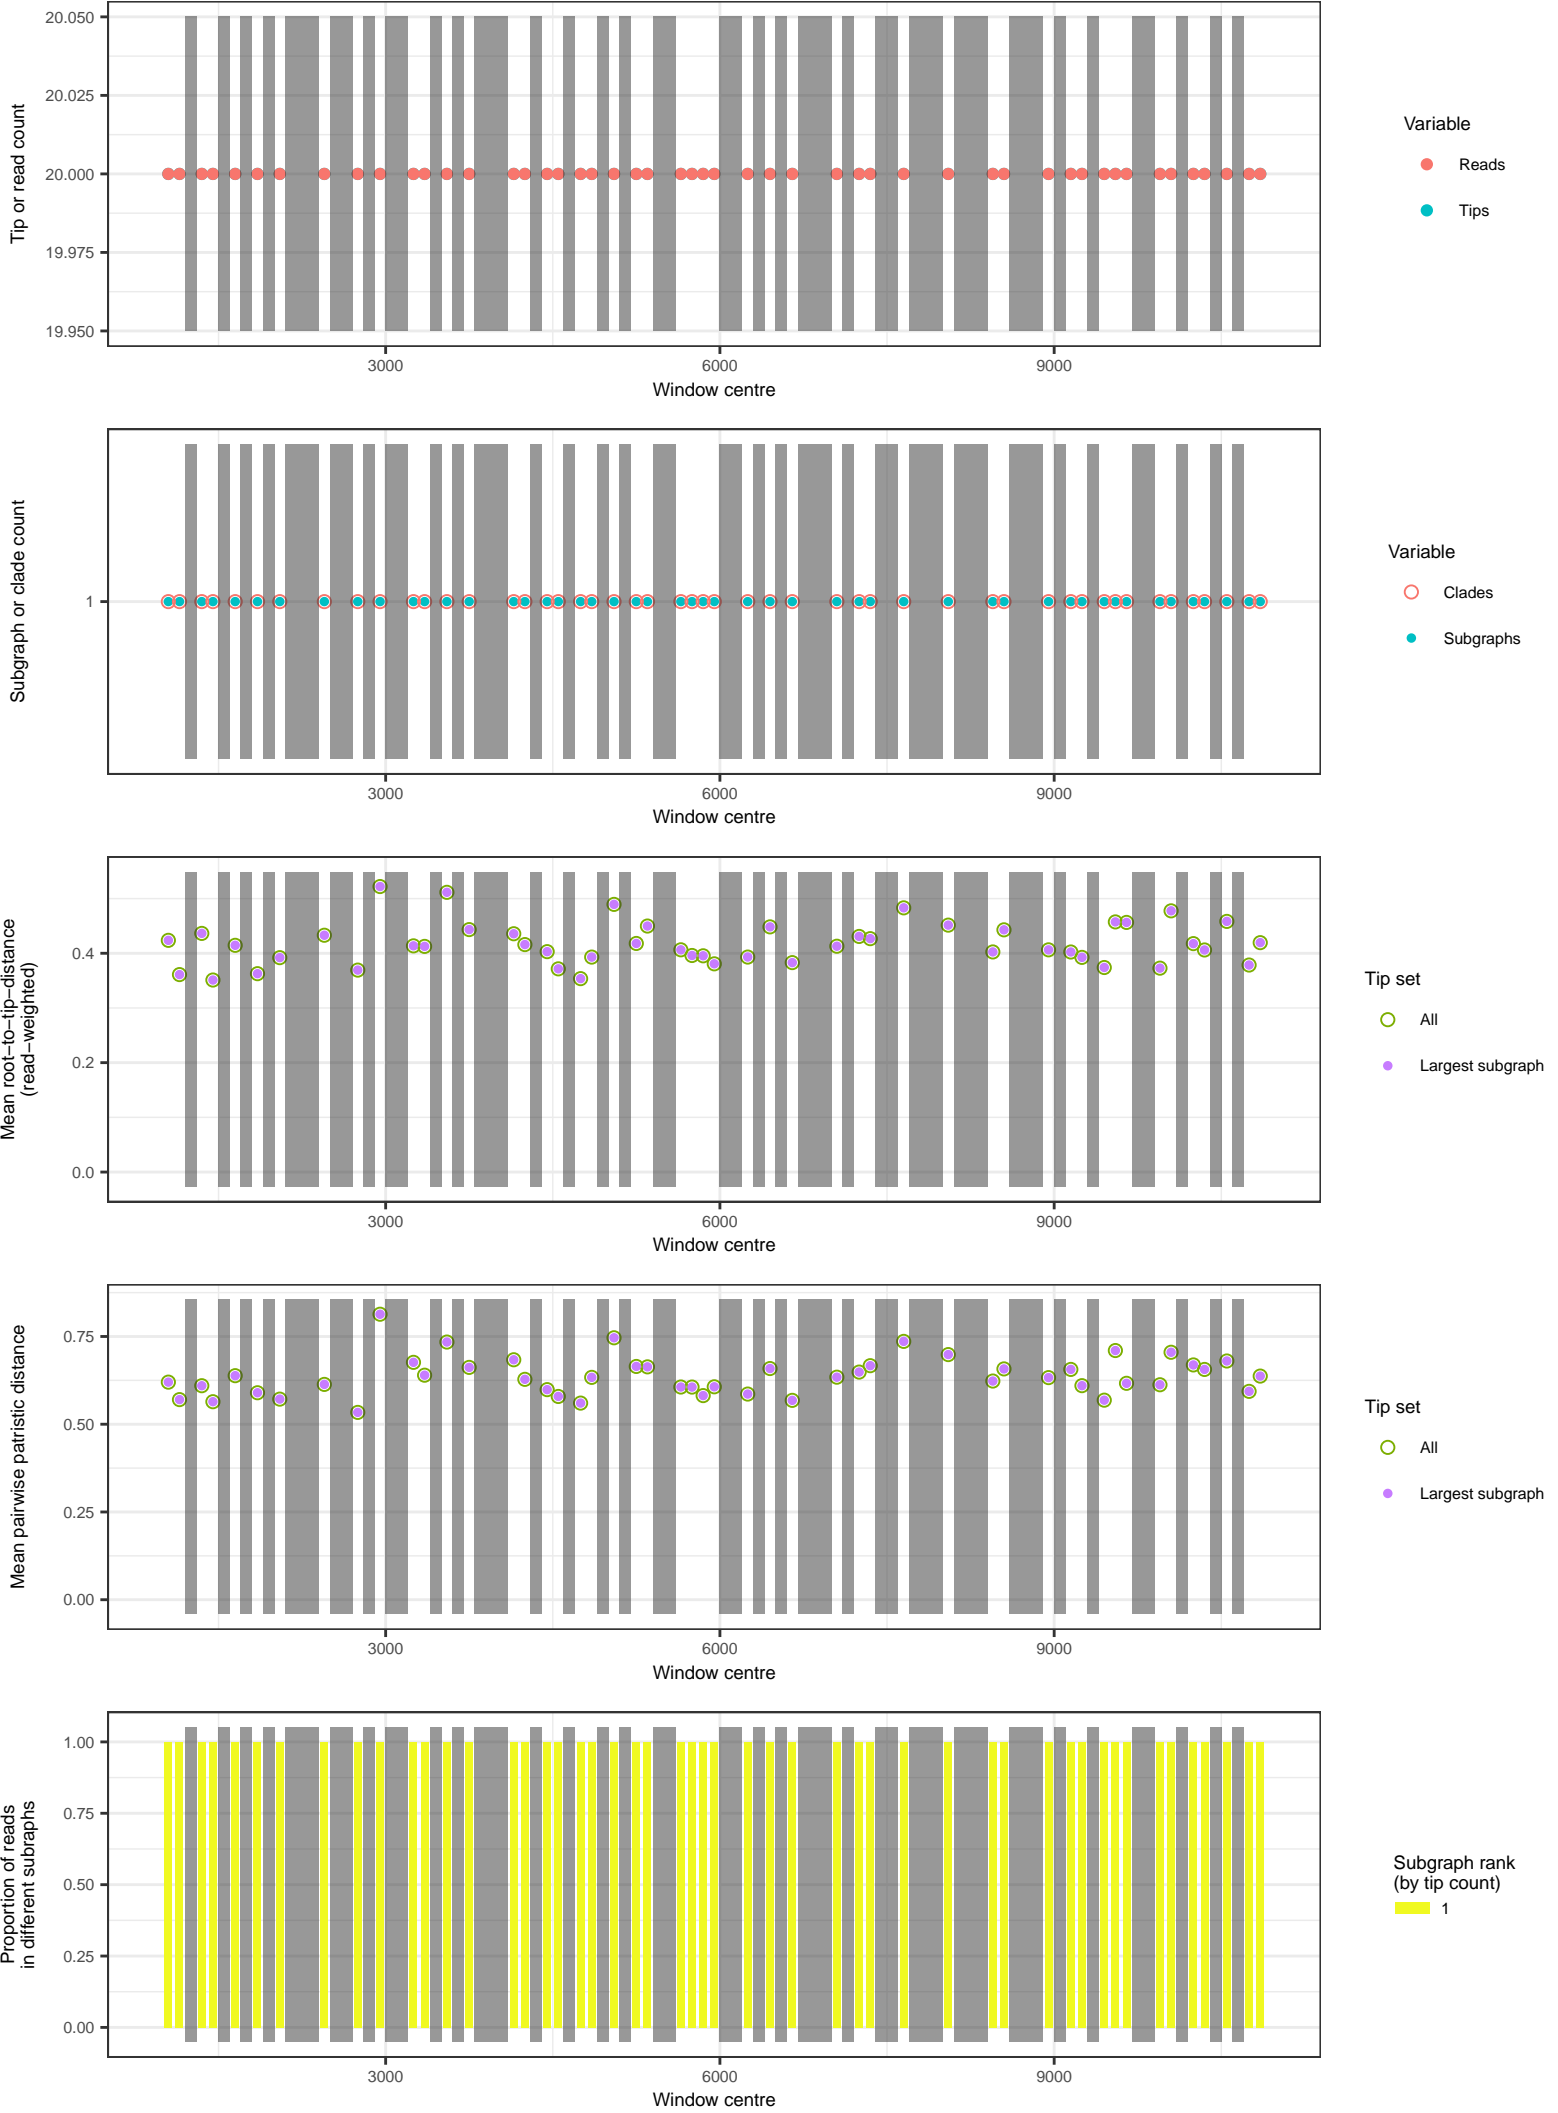 20.050
20.025
20.000
19.975
19.950
Tip or read count
3000 6000 9000
Window centre
Variable
Reads
Tips
1
Subgraph or clade count
3000 6000 9000
Window centre
Variable
Clades
Subgraphs
0.4
0.2
0.0
Mean root−to−tip−distance
(read−weighted)
3000 6000 9000
Window centre
Tip set
All
Largest subgraph
0.75
0.50
0.25
0.00
Mean pairwise patristic distance
3000 6000 9000
Window centre
Tip set
All
Largest subgraph
1.00
0.75
0.50
0.25
0.00
Proportion of reads
in different subraphs
3000 6000 9000
Window centre
Subgraph rank
(by tip count)
1